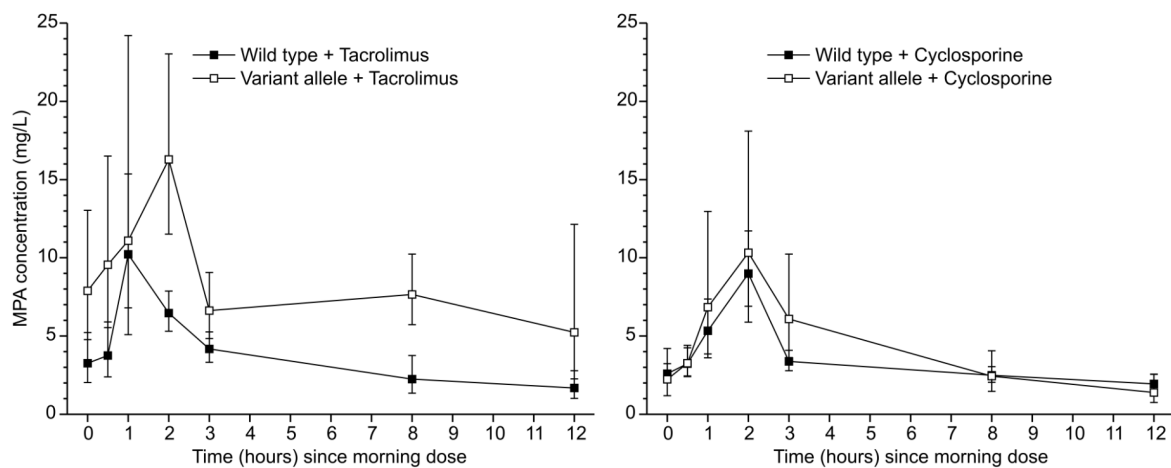 MPA concentration (mg/L)
25
20
15
10
5
0
Wild type + Tacrolimus
Variant allele + Tacrolimus
0 1 2 3 4 5 6 7 8 9 10 11 12
Time (hours) since morning dose
25
20
15
10
5
0
Wild type + Cyclosporine
Variant allele + Cyclosporine
0 1 2 3 4 5 6 7 8 9 10 11 12
Time (hours) since morning dose